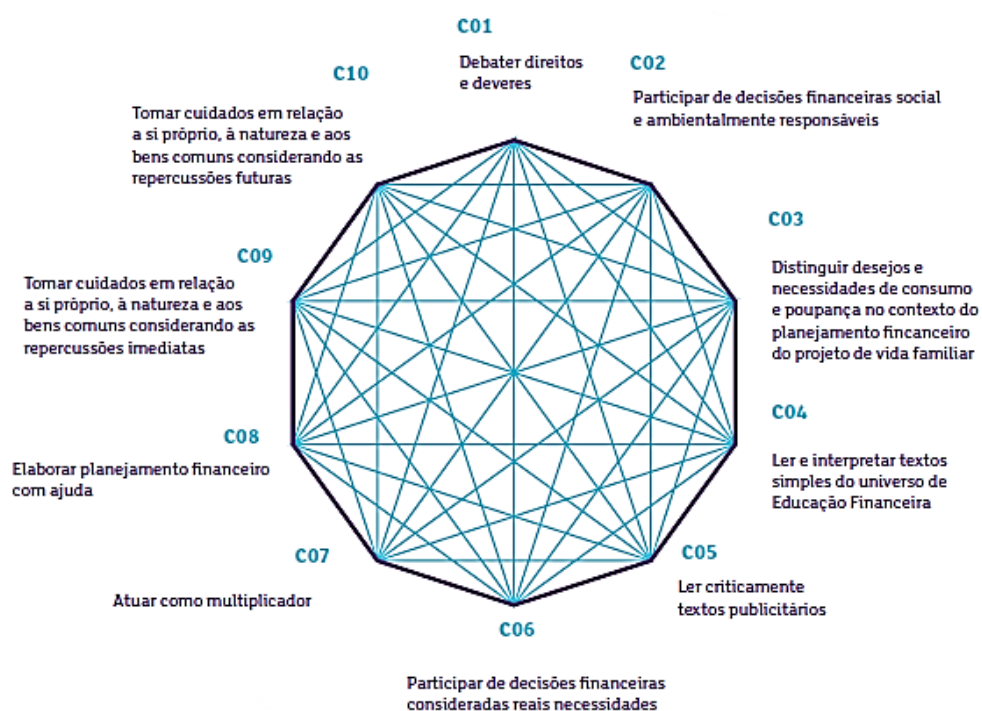 C01
Debater direitos
e deveres
C02
Participar de decisões financeiras social
e ambientalmente responsáveis
C03
Distinguir desejos e
necessidades de consumo
e poupança no contexto do
planejamento fincanceiro
do projeto de vida familiar
C04
Ler e interpretar textos
simples do universo de
Educação Financeira
C05
Ler criticamente
textos publicitários
C06
Participar de decisões financeiras
consideradas reais necessidades
C07
Atuar como multiplicador
C08
Elaborar planejamento financeiro
com ajuda
C09
Tomar cuidados em relação
a si próprio, à natureza e aos
bens comuns considerando as
repercussões imediatas
C10
Tomar cuidados em relação
a si próprio, à natureza e aos
bens comuns considerando as
repercussões futuras